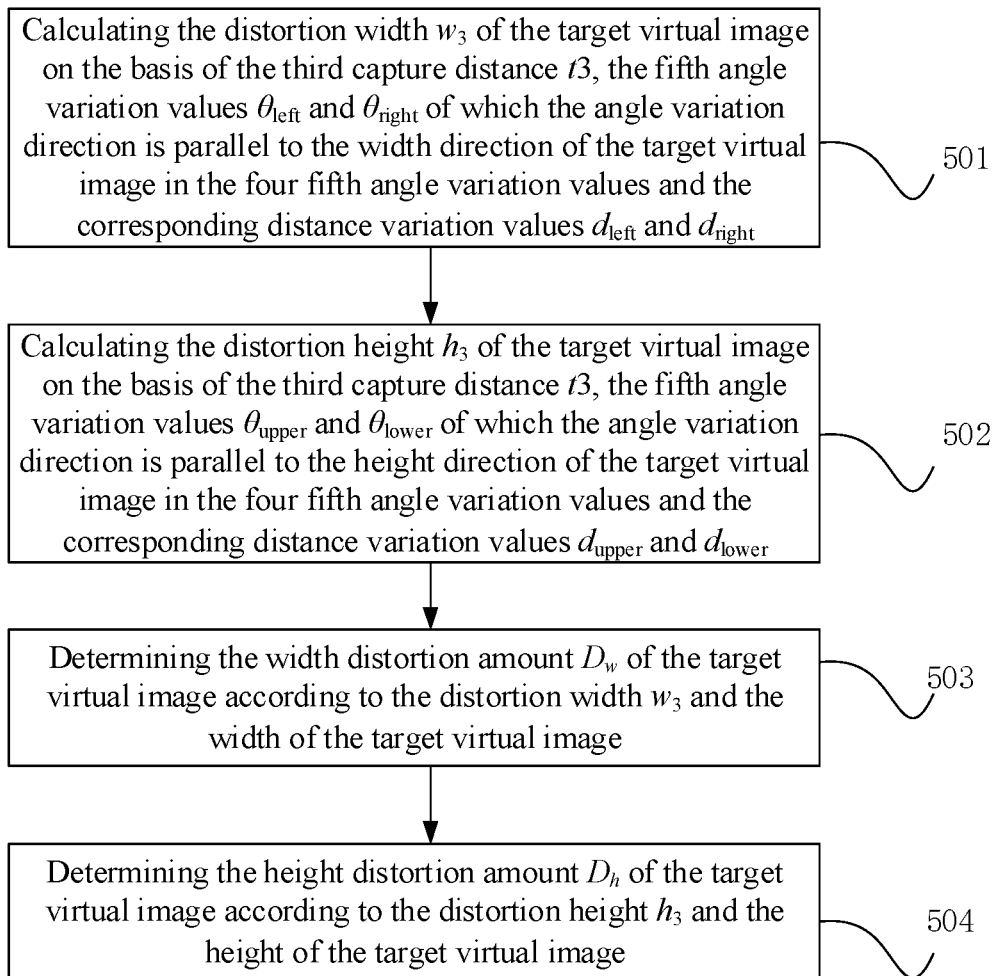 Calculating the distortion width w₃ of the target virtual image
on the basis of the third capture distance t3, the fifth angle
variation values θleft and θright of which the angle variation
direction is parallel to the width direction of the target virtual
image in the four fifth angle variation values and the
corresponding distance variation values dleft and dright
501
Calculating the distortion height h₃ of the target virtual image
on the basis of the third capture distance t3, the fifth angle
variation values θupper and θlower of which the angle variation
direction is parallel to the height direction of the target virtual
image in the four fifth angle variation values and the
corresponding distance variation values dupper and dlower
502
Determining the width distortion amount Dw of the target
virtual image according to the distortion width w₃ and the
width of the target virtual image
503
Determining the height distortion amount Dh of the target
virtual image according to the distortion height h₃ and the
height of the target virtual image
504